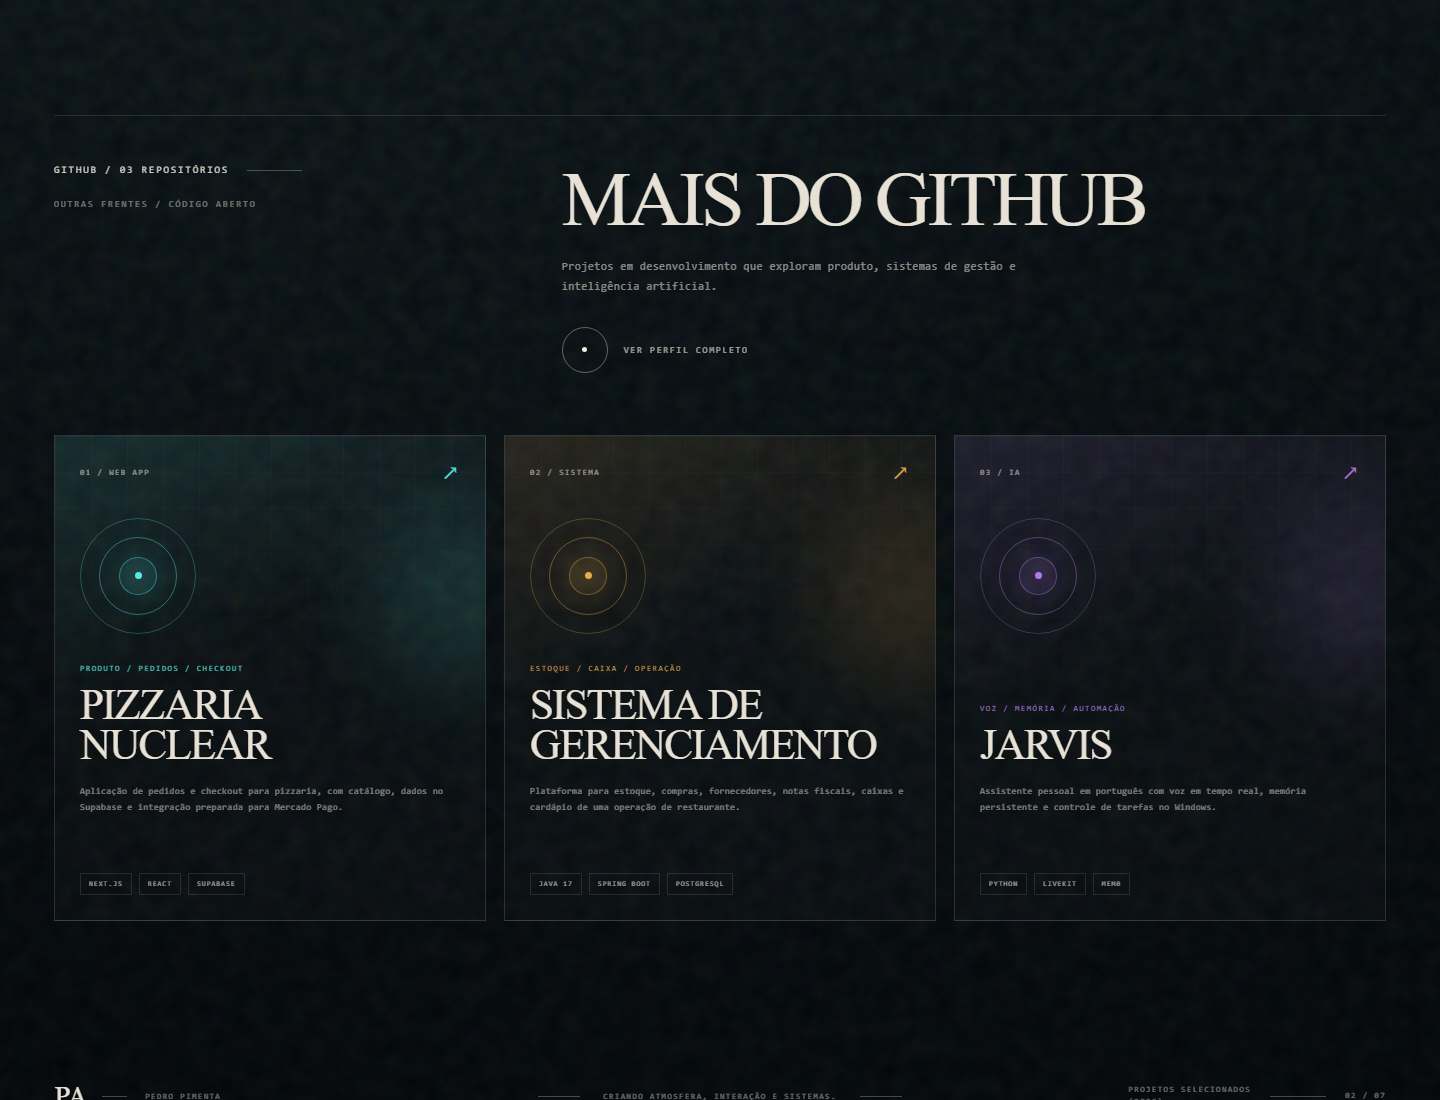 GITHUB / 03 REPOSITÓRIOS
OUTRAS FRENTES / CÓDIGO ABERTO
MAIS DO GITHUB
Projetos em desenvolvimento que exploram produto, sistemas de gestão e
inteligência artificial.
VER PERFIL COMPLETO
01 / WEB APP
PRODUTO / PEDIDOS / CHECKOUT
PIZZARIA
NUCLEAR
Aplicação de pedidos e checkout para pizzaria, com catálogo, dados no
Supabase e integração preparada para Mercado Pago.
NEXT.JS REACT SUPABASE
02 / SISTEMA
ESTOQUE / CAIXA / OPERAÇÃO
SISTEMA DE
GERENCIAMENTO
Plataforma para estoque, compras, fornecedores, notas fiscais, caixas e
cardápio de uma operação de restaurante.
JAVA 17 SPRING BOOT POSTGRESQL
03 / IA
VOZ / MEMÓRIA / AUTOMAÇÃO
JARVIS
Assistente pessoal em português com voz em tempo real, memória
persistente e controle de tarefas no Windows.
PYTHON LIVEKIT MEM0
PA
PEDRO PIMENTA
CRIANDO ATMOSFERA, INTERAÇÃO E SISTEMAS.
PROJETOS SELECIONADOS
02 / 07